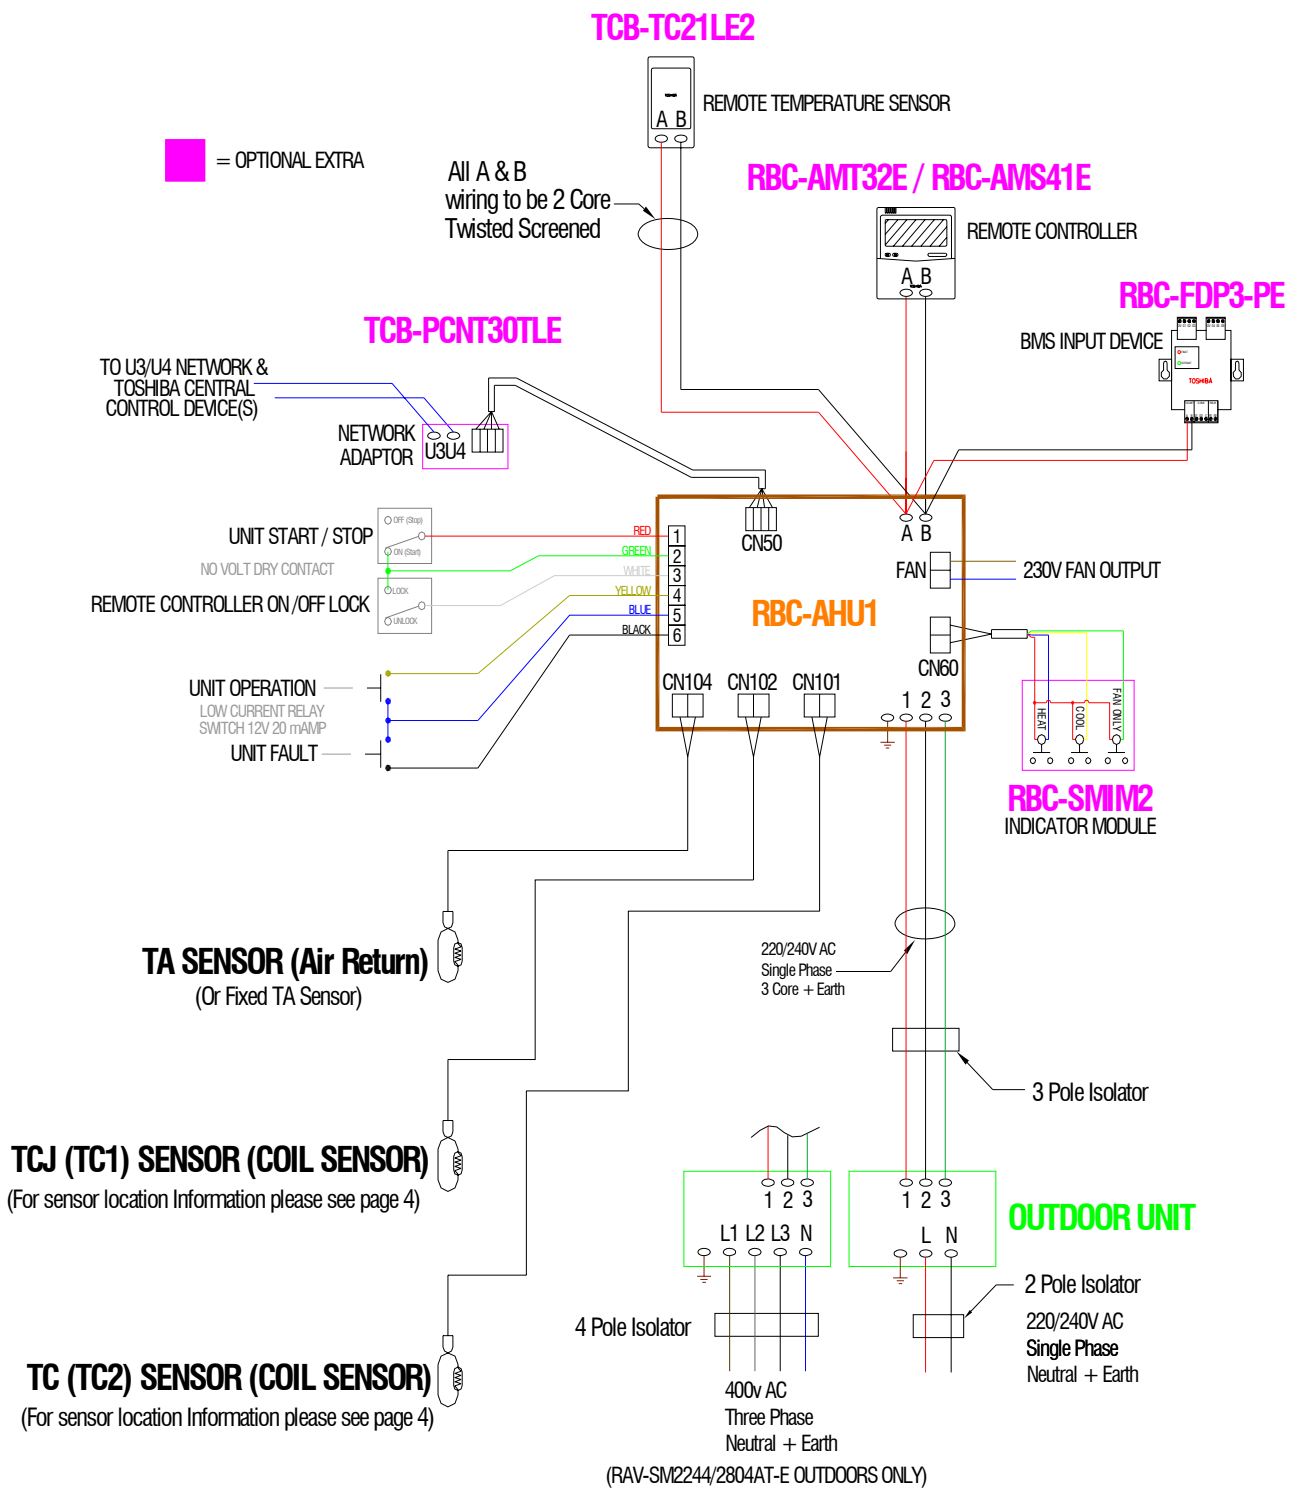 TCB-TC21LE2
REMOTE TEMPERATURE SENSOR
A B
= OPTIONAL EXTRA
All A & B
wiring to be 2 Core
Twisted Screened
RBC-AMT32E / RBC-AMS41E
REMOTE CONTROLLER
A B
RBC-FDP3-PE
BMS INPUT DEVICE
TOSHIBA
TCB-PCNT30TLE
TO U3/U4 NETWORK &
TOSHIBA CENTRAL
CONTROL DEVICE(S)
NETWORK
ADAPTOR
U3U4
UNIT START / STOP
OFF (Stop)
ON (Start)
NO VOLT DRY CONTACT
REMOTE CONTROLLER ON /OFF LOCK
LOCK
UNLOCK
RED
GREEN
WHITE
YELLOW
BLUE
BLACK
1
2
3
4
5
6
CN50
A B
FAN
230V FAN OUTPUT
RBC-AHU1
CN60
CN104
CN102
CN101
1 2 3
UNIT OPERATION
LOW CURRENT RELAY
SWITCH 12V 20 mAMP
UNIT FAULT
HEAT
COOL
FAN ONLY
RBC-SMIM2
INDICATOR MODULE
TA SENSOR (Air Return)
(Or Fixed TA Sensor)
220/240V AC
Single Phase
3 Core + Earth
3 Pole Isolator
TCJ (TC1) SENSOR (COIL SENSOR)
(For sensor location Information please see page 4)
1 2 3
L1 L2 L3 N
1 2 3
L N
OUTDOOR UNIT
4 Pole Isolator
2 Pole Isolator
220/240V AC
Single Phase
Neutral + Earth
TC (TC2) SENSOR (COIL SENSOR)
(For sensor location Information please see page 4)
400v AC
Three Phase
Neutral + Earth
(RAV-SM2244/2804AT-E OUTDOORS ONLY)